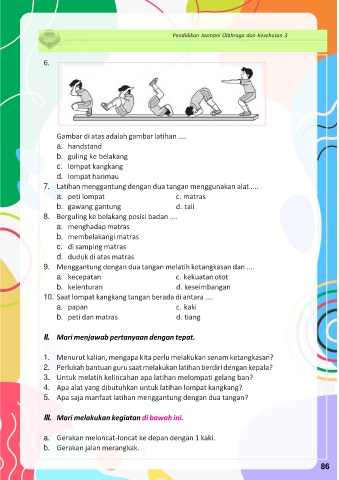 Pendidikan Jasmani Olahraga dan Kesehatan 3
6.
Gambar di atas adalah gambar latihan ....
a. handstand
b. guling ke belakang
c. lompat kangkang
d. lompat harimau
7. Latihan menggantung dengan dua tangan menggunakan alat ....
a. peti lompat c. matras
b. gawang gantung d. tali
8. Berguling ke belakang posisi badan ....
a. menghadap matras
b. membelakangi matras
c. di samping matras
d. duduk di atas matras
9. Menggantung dengan dua tangan melatih ketangkasan dan ....
a. kecepatan c. kekuatan otot
b. kelenturan d. keseimbangan
10. Saat lompat kangkang tangan berada di antara ....
a. papan c. kaki
b. peti dan matras d. tiang
II. Mari menjawab pertanyaan dengan tepat.
1. Menurut kalian, mengapa kita perlu melakukan senam ketangkasan?
2. Perlukah bantuan guru saat melakukan latihan berdiri dengan kepala?
3. Untuk melatih kelincahan apa latihan melompati gelang ban?
4. Apa alat yang dibutuhkan untuk latihan lompat kangkang?
5. Apa saja manfaat latihan menggantung dengan dua tangan?
III. Mari melakukan kegiatan di bawah ini.
a. Gerakan meloncat-loncat ke depan dengan 1 kaki.
b. Gerakan jalan merangkak.
86